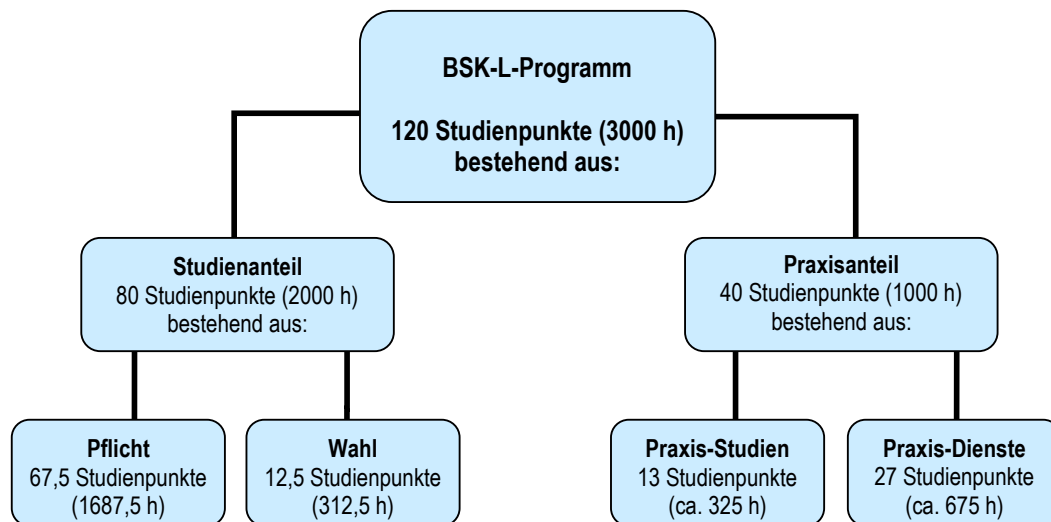 BSK-L-Programm
120 Studienpunkte (3000 h)
bestehend aus:
Studienanteil
80 Studienpunkte (2000 h)
bestehend aus:
Praxisanteil
40 Studienpunkte (1000 h)
bestehend aus:
Pflicht
67,5 Studienpunkte
(1687,5 h)
Wahl
12,5 Studienpunkte
(312,5 h)
Praxis-Studien
13 Studienpunkte
(ca. 325 h)
Praxis-Dienste
27 Studienpunkte
(ca. 675 h)